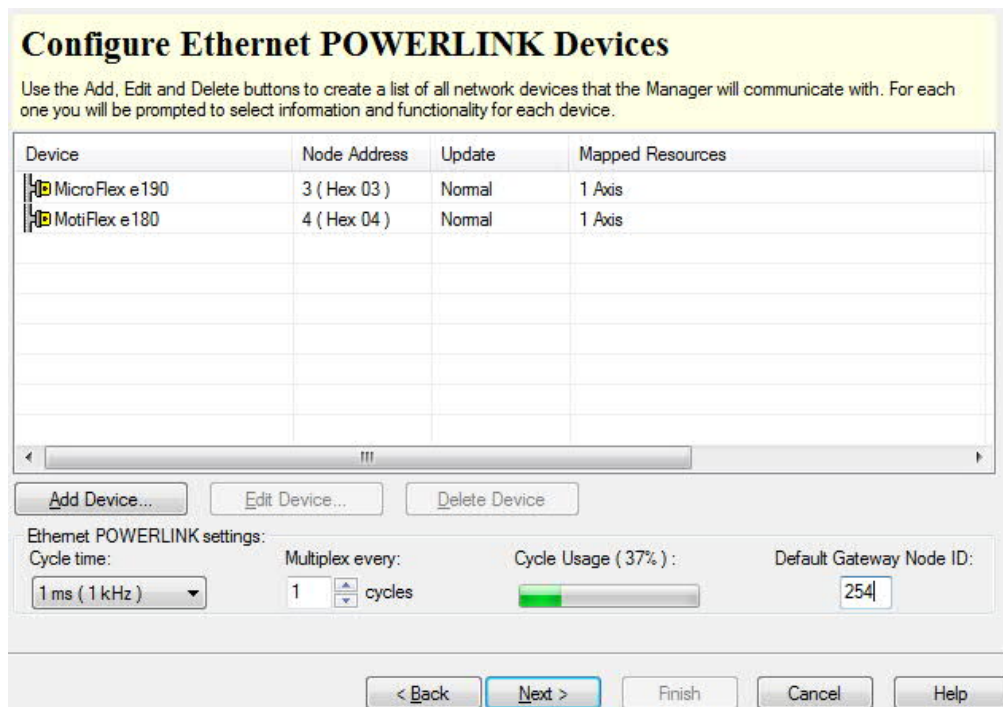 Configure Ethernet POWERLINK Devices
Use the Add, Edit and Delete buttons to create a list of all network devices that the Manager will communicate with. For each
one you will be prompted to select information and functionality for each device.
Device Node Address Update Mapped Resources
MicroFlex e190 3 ( Hex 03 ) Normal 1 Axis
MotiFlex e180 4 ( Hex 04 ) Normal 1 Axis
Add Device... Edit Device... Delete Device
Ethernet POWERLINK settings:
Cycle time: Multiplex every: Cycle Usage ( 37% ) : Default Gateway Node ID:
1 ms ( 1 kHz ) 1 cycles 254
< Back Next > Finish Cancel Help